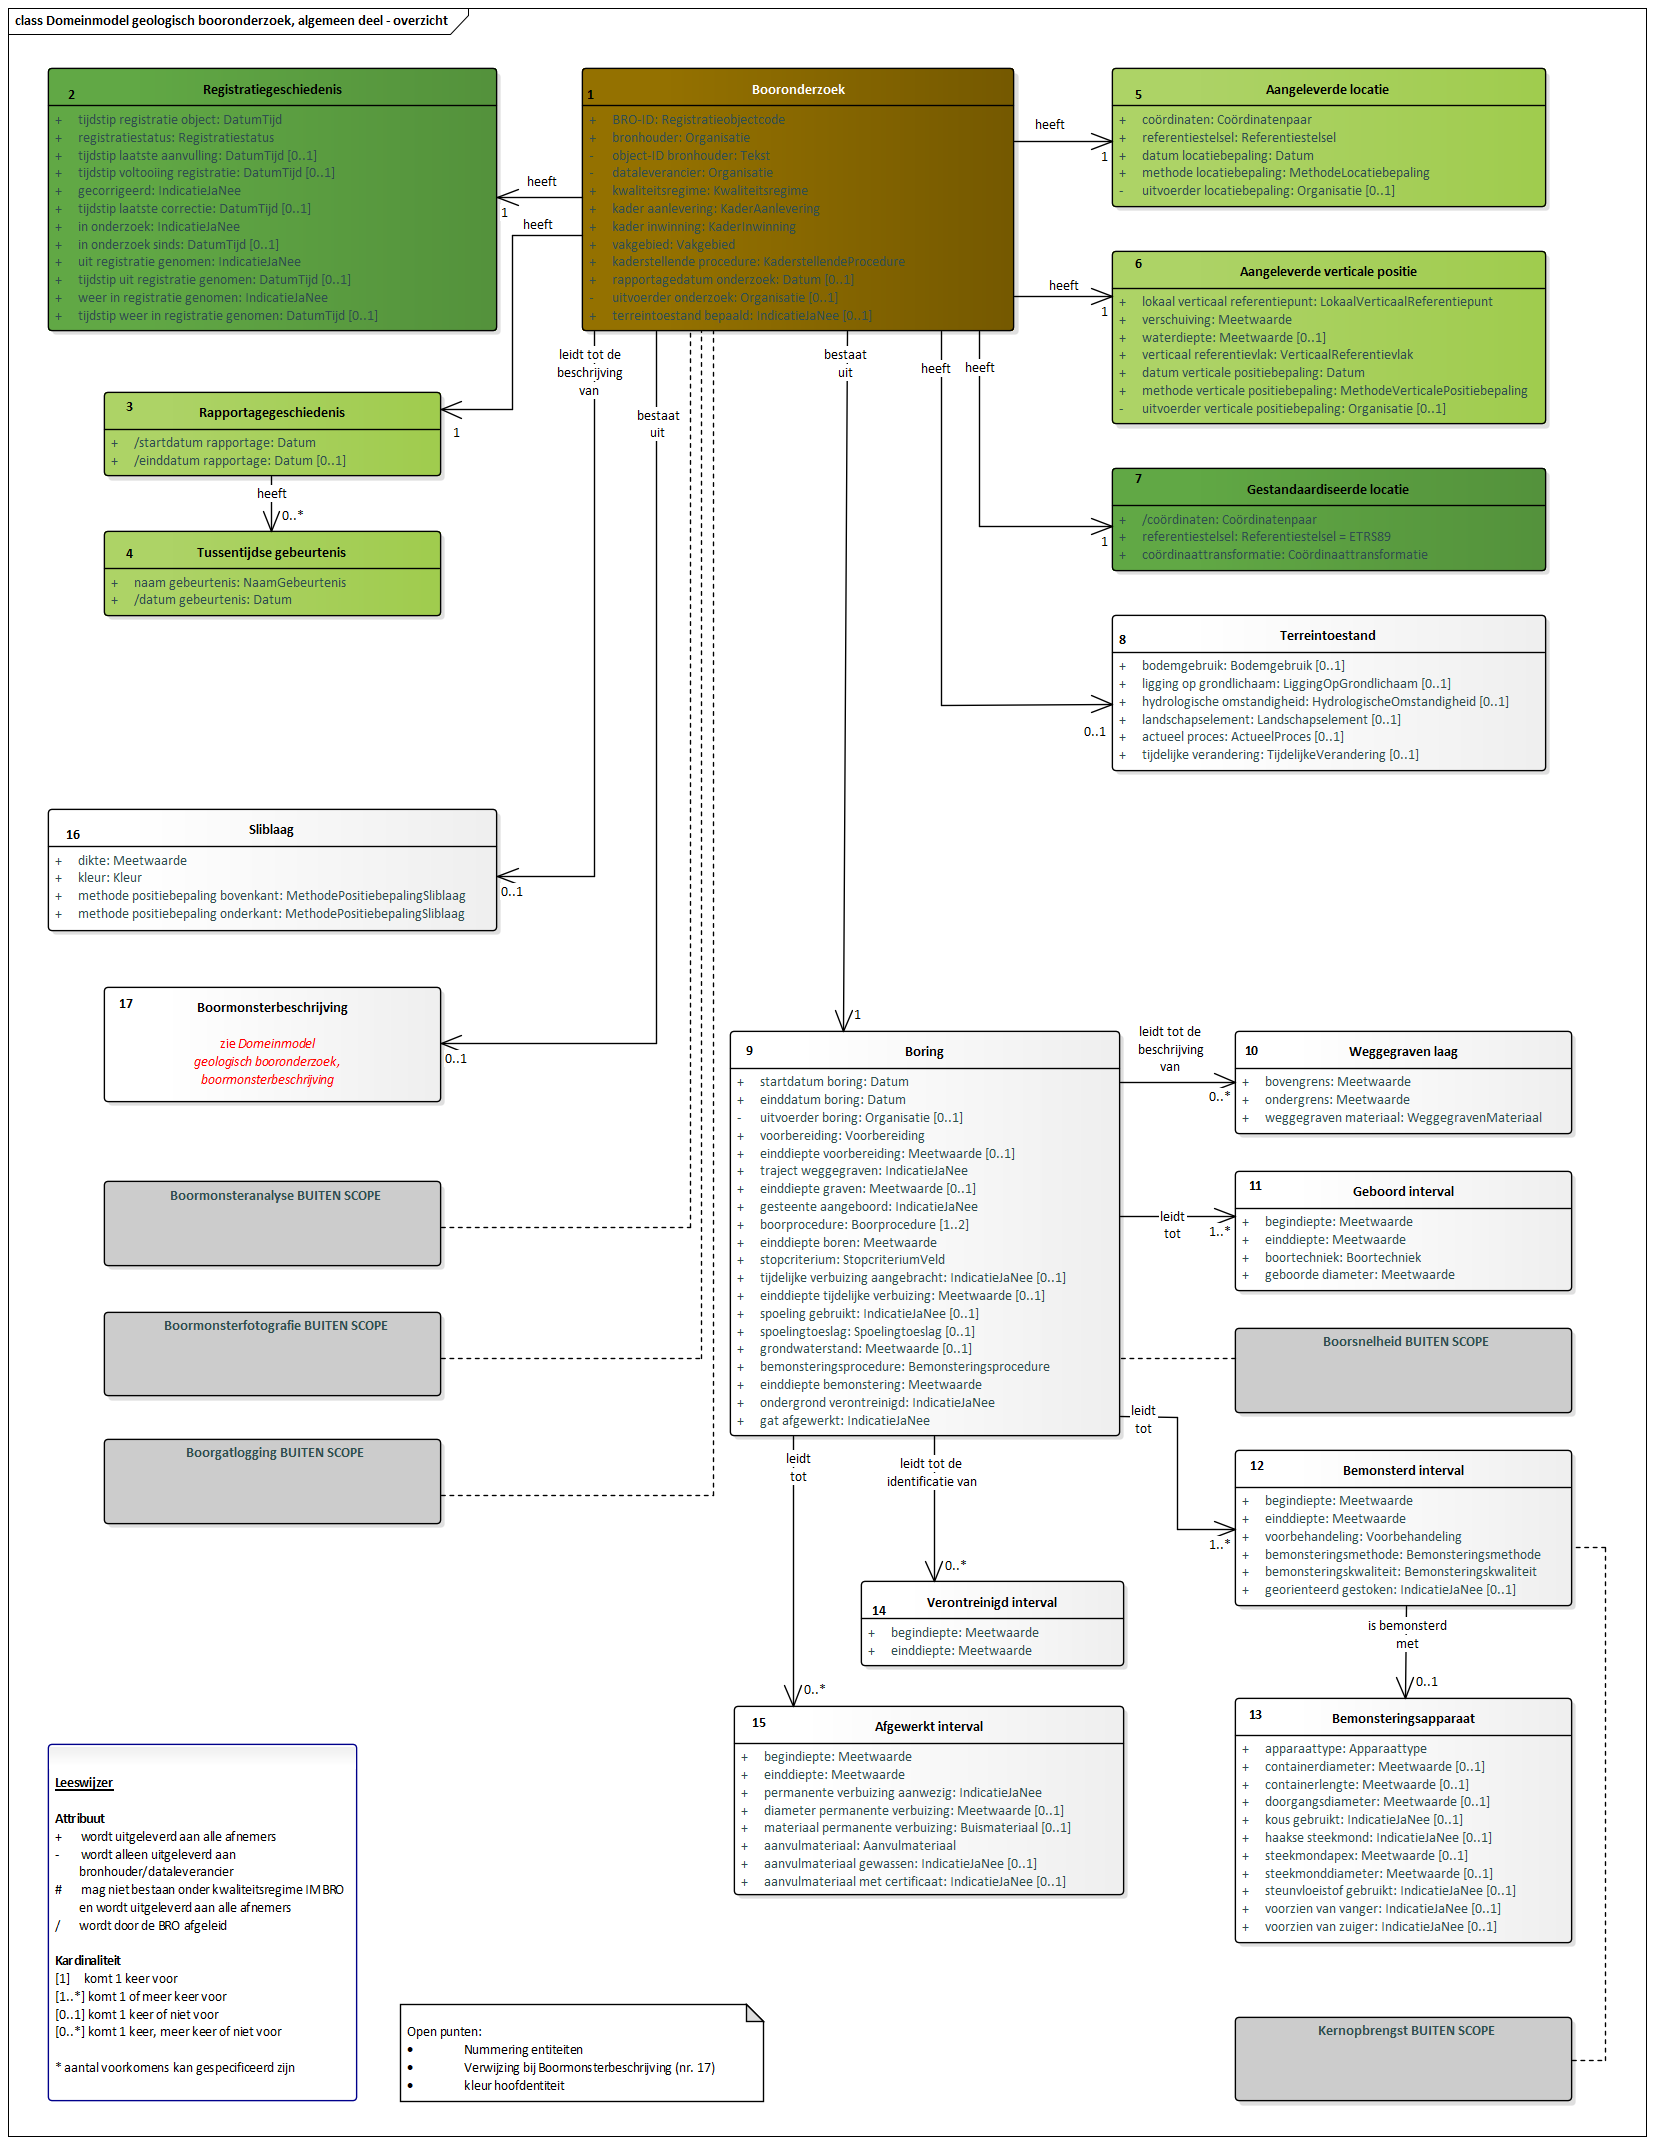 class Domeinmodel geologisch booronderzoek, algemeen deel - overzicht
2
Registratiegeschiedenis
+ tijdstip registratie object: DatumTijd
+ registratiestatus: Registratiestatus
+ tijdstip laatste aanvulling: DatumTijd [0..1]
+ tijdstip voltooiing registratie: DatumTijd [0..1]
+ gecorrigeerd: IndicatieJaNee
+ tijdstip laatste correctie: DatumTijd [0..1]
+ in onderzoek: IndicatieJaNee
+ in onderzoek sinds: DatumTijd [0..1]
+ uit registratie genomen: IndicatieJaNee
+ tijdstip uit registratie genomen: DatumTijd [0..1]
+ weer in registratie genomen: IndicatieJaNee
+ tijdstip weer in registratie genomen: DatumTijd [0..1]
1
Booronderzoek
+ BRO-ID: Registratieobjectcode
+ bronhouder: Organisatie
- object-ID bronhouder: Tekst
- dataleverancier: Organisatie
+ kwaliteitsregime: Kwaliteitsregime
+ kader aanlevering: KaderAanlevering
+ kader inwinning: KaderInwinning
+ vakgebied: Vakgebied
+ kaderstellende procedure: KaderstellendeProcedure
+ rapportagedatum onderzoek: Datum [0..1]
- uitvoerder onderzoek: Organisatie [0..1]
+ terreintoestand bepaald: IndicatieJaNee [0..1]
5
Aangeleverde locatie
+ coördinaten: Coördinatenpaar
+ referentiestelsel: Referentiestelsel
+ datum locatiebepaling: Datum
+ methode locatiebepaling: MethodeLocatiebepaling
- uitvoerder locatiebepaling: Organisatie [0..1]
heeft
1
heeft
1
heeft
1
heeft
1
6
Aangeleverde verticale positie
+ lokaal verticaal referentiepunt: LokaalVerticaalReferentiepunt
+ verschuiving: Meetwaarde
+ waterdiepte: Meetwaarde [0..1]
+ verticaal referentievlak: VerticaalReferentievlak
+ datum verticale positiebepaling: Datum
+ methode verticale positiebepaling: MethodeVerticalePositiebepaling
- uitvoerder verticale positiebepaling: Organisatie [0..1]
leidt tot de
beschrijving
van
bestaat
uit
bestaat
uit
heeft
heeft
3
Rapportagegeschiedenis
+ /startdatum rapportage: Datum
+ /einddatum rapportage: Datum [0..1]
heeft
0..*
4
Tussentijdse gebeurtenis
+ naam gebeurtenis: NaamGebeurtenis
+ /datum gebeurtenis: Datum
7
Gestandaardiseerde locatie
+ /coördinaten: Coördinatenpaar
+ referentiestelsel: Referentiestelsel = ETRS89
+ coördinaattransformatie: Coördinaattransformatie
1
8
Terreintoestand
+ bodemgebruik: Bodemgebruik [0..1]
+ ligging op grondlichaam: LiggingOpGrondlichaam [0..1]
+ hydrologische omstandigheid: HydrologischeOmstandigheid [0..1]
+ landschapselement: Landschapselement [0..1]
+ actueel proces: ActueelProces [0..1]
+ tijdelijke verandering: TijdelijkeVerandering [0..1]
0..1
16
Sliblaag
+ dikte: Meetwaarde
+ kleur: Kleur
+ methode positiebepaling bovenkant: MethodePositiebepalingSliblaag
+ methode positiebepaling onderkant: MethodePositiebepalingSliblaag
0..1
17
Boormonsterbeschrijving
zie Domeinmodel
geologisch booronderzoek,
boormonsterbeschrijving
0..1
1
9
Boring
+ startdatum boring: Datum
+ einddatum boring: Datum
- uitvoerder boring: Organisatie [0..1]
+ voorbereiding: Voorbereiding
+ einddiepte voorbereiding: Meetwaarde [0..1]
+ traject weggegraven: IndicatieJaNee
+ einddiepte graven: Meetwaarde [0..1]
+ gesteente aangeboord: IndicatieJaNee
+ boorprocedure: Boorprocedure [1..2]
+ einddiepte boren: Meetwaarde
+ stopcriterium: StopcriteriumVeld
+ tijdelijke verbuizing aangebracht: IndicatieJaNee [0..1]
+ einddiepte tijdelijke verbuizing: Meetwaarde [0..1]
+ spoeling gebruikt: IndicatieJaNee [0..1]
+ spoelingtoeslag: Spoelingtoeslag [0..1]
+ grondwaterstand: Meetwaarde [0..1]
+ bemonsteringsprocedure: Bemonsteringsprocedure
+ einddiepte bemonstering: Meetwaarde
+ ondergrond verontreinigd: IndicatieJaNee
+ gat afgewerkt: IndicatieJaNee
leidt tot de
beschrijving
van
0..*
10
Weggegraven laag
+ bovengrens: Meetwaarde
+ ondergrens: Meetwaarde
+ weggegraven materiaal: WeggegravenMateriaal
leidt
tot
1..*
11
Geboord interval
+ begindiepte: Meetwaarde
+ einddiepte: Meetwaarde
+ boortechniek: Boortechniek
+ geboorde diameter: Meetwaarde
Boormonsteranalyse BUITEN SCOPE
Boormonsterfotografie BUITEN SCOPE
Boorgatlogging BUITEN SCOPE
Boorsnelheid BUITEN SCOPE
leidt
tot
1..*
12
Bemonsterd interval
+ begindiepte: Meetwaarde
+ einddiepte: Meetwaarde
+ voorbehandeling: Voorbehandeling
+ bemonsteringsmethode: Bemonsteringsmethode
+ bemonsteringskwaliteit: Bemonsteringskwaliteit
+ georienteerd gestoken: IndicatieJaNee [0..1]
leidt
tot
leidt tot de
identificatie van
0..*
14
Verontreinigd interval
+ begindiepte: Meetwaarde
+ einddiepte: Meetwaarde
is bemonsterd
met
0..1
0..*
15
Afgewerkt interval
+ begindiepte: Meetwaarde
+ einddiepte: Meetwaarde
+ permanente verbuizing aanwezig: IndicatieJaNee
+ diameter permanente verbuizing: Meetwaarde [0..1]
+ materiaal permanente verbuizing: Buismateriaal [0..1]
+ aanvulmateriaal: Aanvulmateriaal
+ aanvulmateriaal gewassen: IndicatieJaNee [0..1]
+ aanvulmateriaal met certificaat: IndicatieJaNee [0..1]
13
Bemonsteringsapparaat
+ apparaattype: Apparaattype
+ containerdiameter: Meetwaarde [0..1]
+ containerlengte: Meetwaarde [0..1]
+ doorgangsdiameter: Meetwaarde [0..1]
+ kous gebruikt: IndicatieJaNee [0..1]
+ haakse steekmond: IndicatieJaNee [0..1]
+ steekmondapex: Meetwaarde [0..1]
+ steekmonddiameter: Meetwaarde [0..1]
+ steunvloeistof gebruikt: IndicatieJaNee [0..1]
+ voorzien van vanger: IndicatieJaNee [0..1]
+ voorzien van zuiger: IndicatieJaNee [0..1]
Leeswijzer
Attribuut
+ wordt uitgeleverd aan alle afnemers
- wordt alleen uitgeleverd aan
bronhouder/dataleverancier
# mag niet bestaan onder kwaliteitsregime IMBRO
en wordt uitgeleverd aan alle afnemers
/ wordt door de BRO afgeleid
Kardinaliteit
[1] komt 1 keer voor
[1..*] komt 1 of meer keer voor
[0..1] komt 1 keer of niet voor
[0..*] komt 1 keer, meer keer of niet voor
* aantal voorkomens kan gespecificeerd zijn
Open punten:
• Nummering entiteiten
• Verwijzing bij Boormonsterbeschrijving (nr. 17)
• kleur hoofdentiteit
Kernopbrengst BUITEN SCOPE